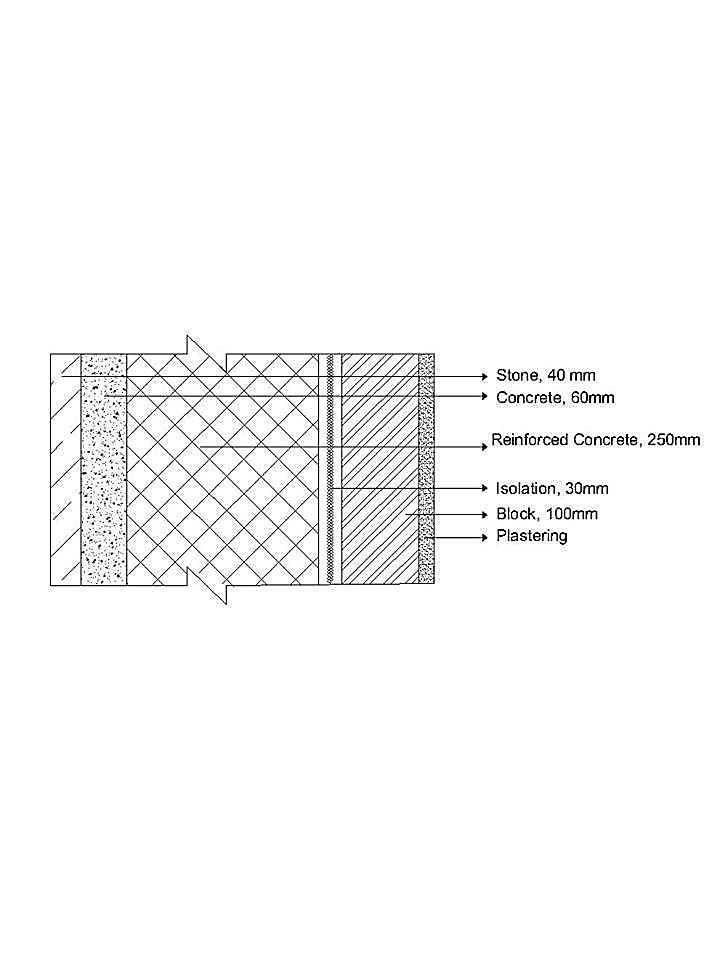 Stone, 40 mm
Concrete, 60mm
Reinforced Concrete, 250mm
Isolation, 30mm
Block, 100mm
Plastering